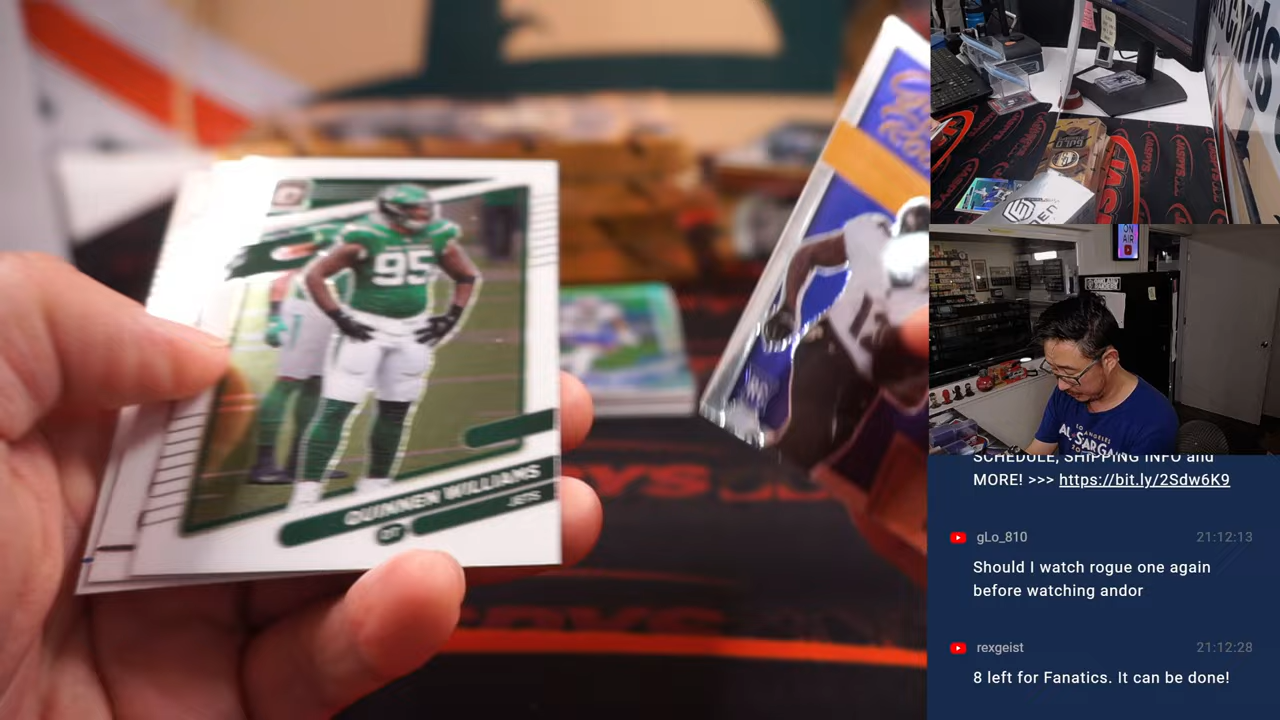 95
QUINNEN WILLIAMS
JETS
DT
ON
AIR
LOS ANGELES
SCHEDULE, SHIPPING INFO and
MORE! >>> https://bit.ly/2Sdw6K9
gLo_810
21:12:13
Should I watch rogue one again
before watching andor
rexgeist
21:12:28
8 left for Fanatics. It can be done!